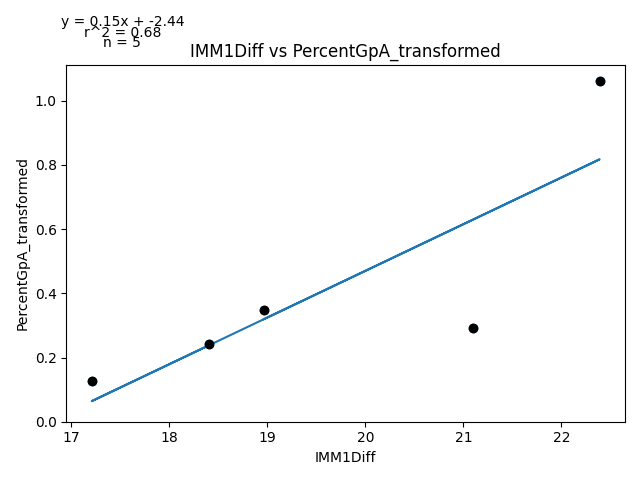 y = 0.15x + -2.44
r^2 = 0.68
n = 5
IMM1Diff vs PercentGpA_transformed
PercentGpA_transformed
1.0
0.8
0.6
0.4
0.2
0.0
17 18 19 20 21 22
IMM1Diff